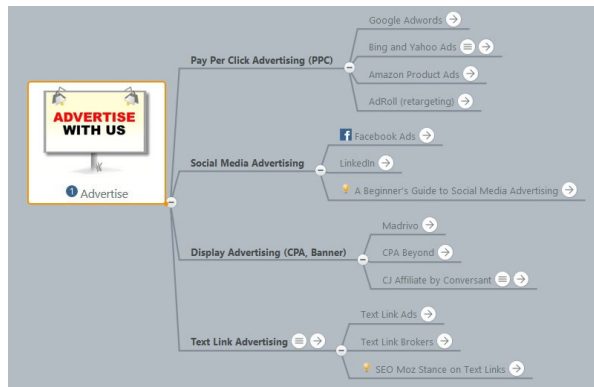 ADVERTISE
WITH US
1 Advertise
Pay Per Click Advertising (PPC)
Google Adwords
Bing and Yahoo Ads
Amazon Product Ads
AdRoll (retargeting)
Social Media Advertising
f Facebook Ads
LinkedIn
A Beginner's Guide to Social Media Advertising
Display Advertising (CPA, Banner)
Madrivo
CPA Beyond
CJ Affiliate by Conversant
Text Link Advertising
Text Link Ads
Text Link Brokers
SEO Moz Stance on Text Links